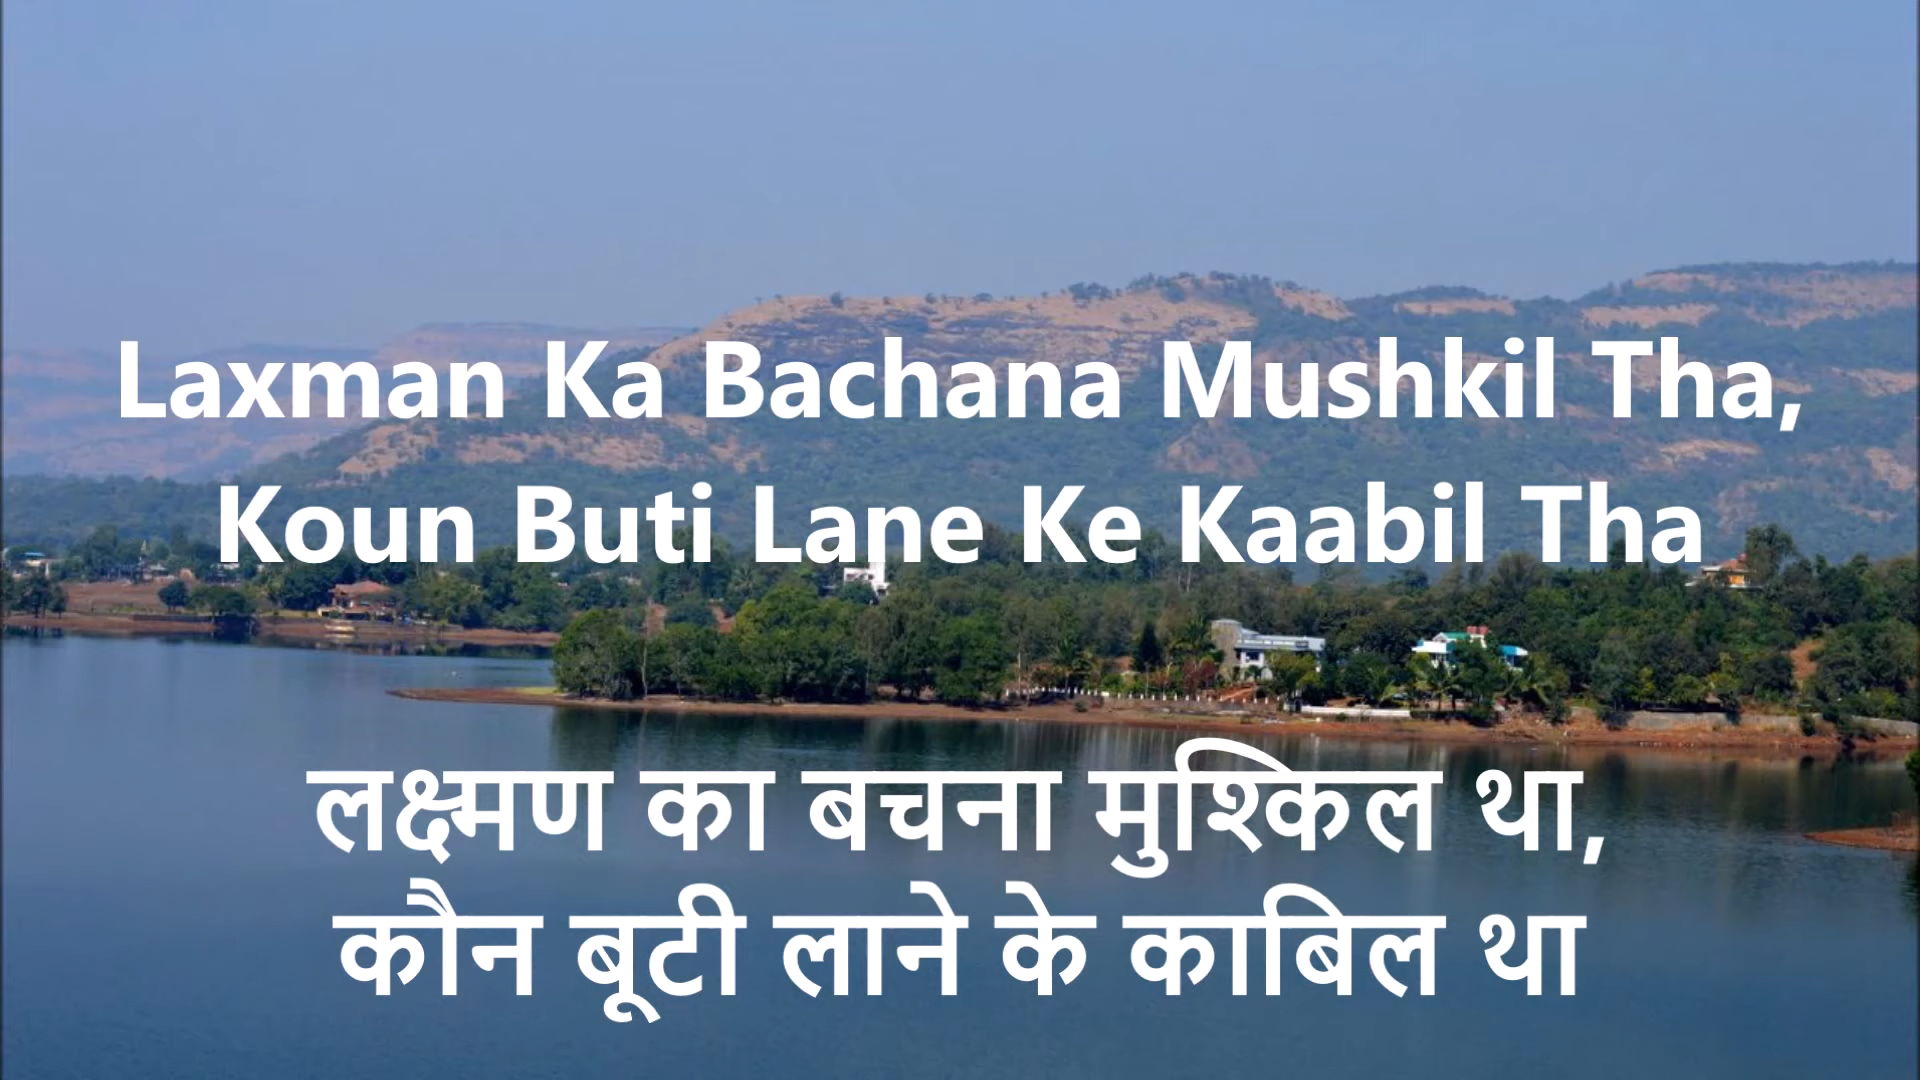 Laxman Ka Bachana Mushkil Tha,
Koun Buti Lane Ke Kaabil Tha
लक्ष्मण का बचना मुश्किल था,
कौन बूटी लाने के काबिल था